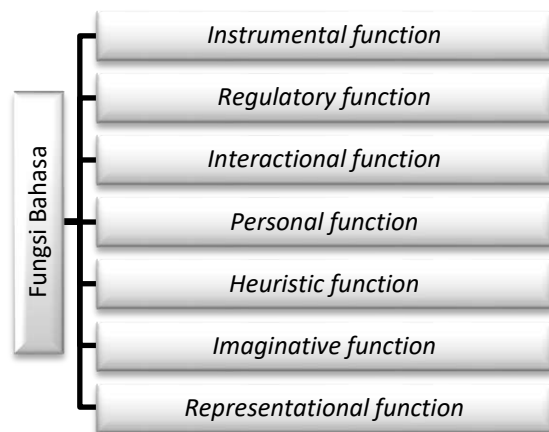 Fungsi Bahasa
Instrumental function
Regulatory function
Interactional function
Personal function
Heuristic function
Imaginative function
Representational function